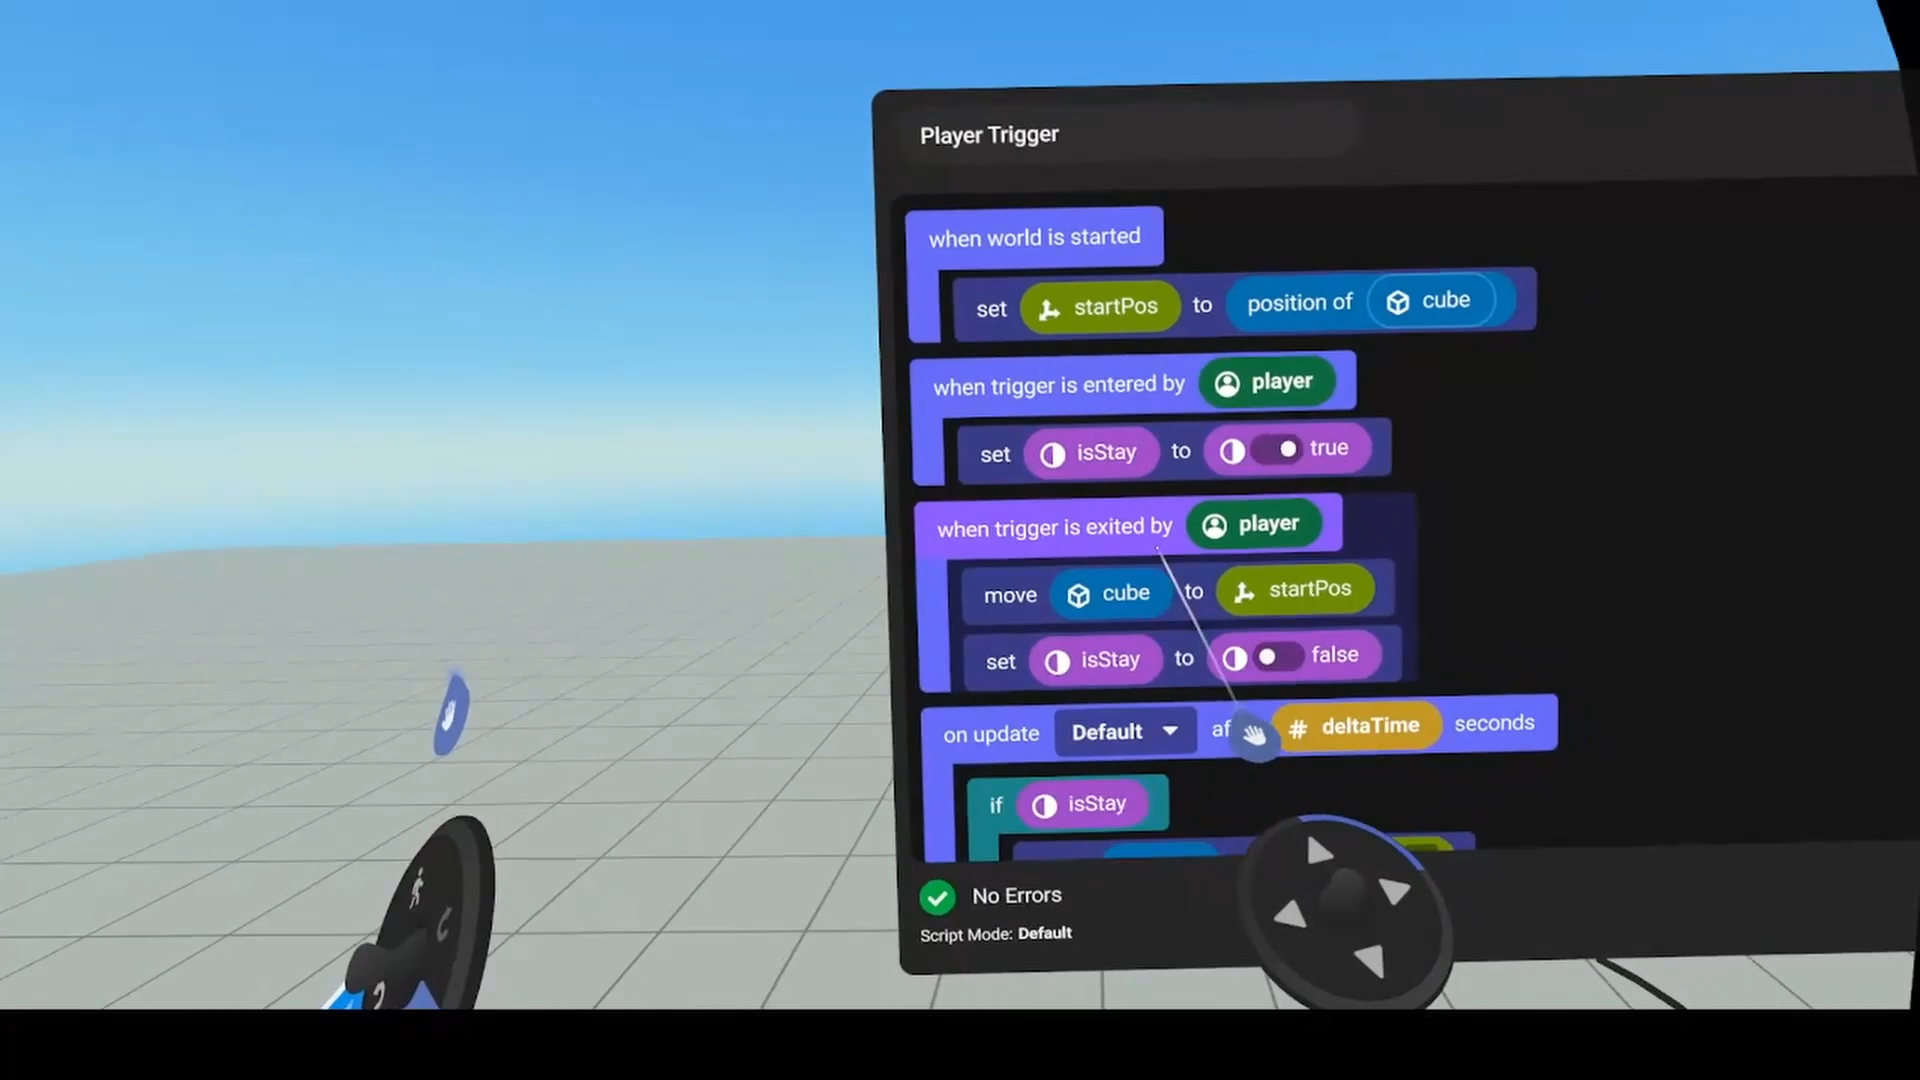 Player Trigger
when world is started
set startPos to position of cube
when trigger is entered by player
set isStay to true
when trigger is exited by player
move cube to startPos
set isStay to false
on update Default af # deltaTime seconds
if isStay
No Errors
Script Mode: Default